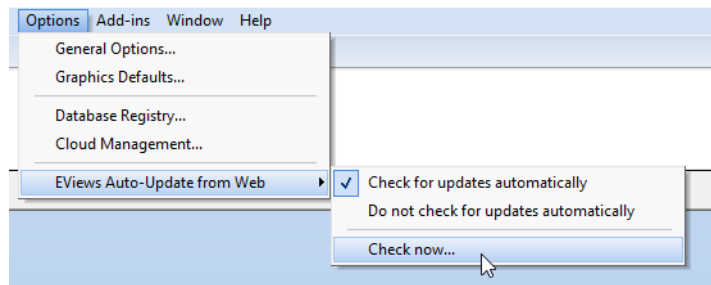 Options Add-ins Window Help
General Options...
Graphics Defaults...
Database Registry...
Cloud Management...
EViews Auto-Update from Web
Check for updates automatically
Do not check for updates automatically
Check now...